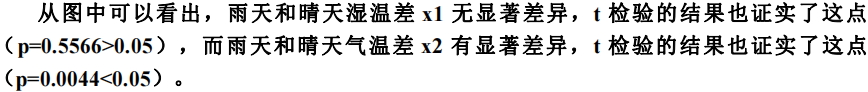 从图中可以看出，雨天和晴天湿温差 x1 无显著差异，t 检验的结果也证实了这点
（p=0.5566>0.05），而雨天和晴天气温差 x2 有显著差异，t 检验的结果也证实了这点
（p=0.0044<0.05）。